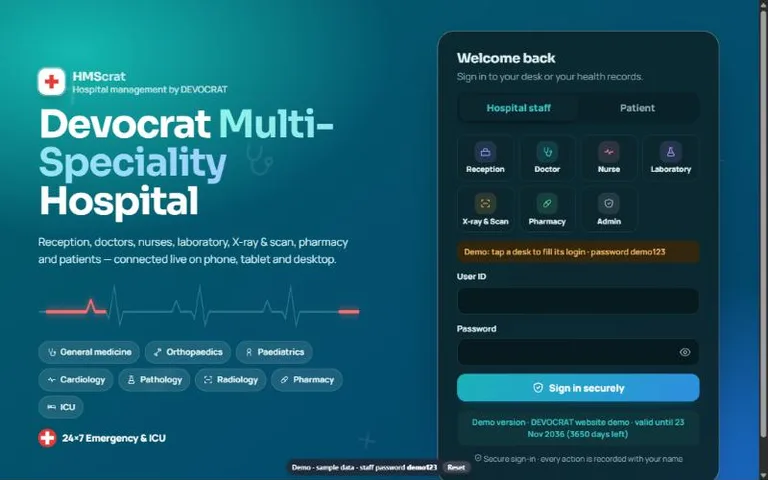 HMScrat
Hospital management by DEVOCRAT
Devocrat Multi-
Speciality
Hospital
Reception, doctors, nurses, laboratory, X-ray & scan, pharmacy
and patients — connected live on phone, tablet and desktop.
General medicine
Orthopaedics
Paediatrics
Cardiology
Pathology
Radiology
Pharmacy
ICU
24×7 Emergency & ICU
Welcome back
Sign in to your desk or your health records.
Hospital staff
Patient
Reception
Doctor
Nurse
Laboratory
X-ray & Scan
Pharmacy
Admin
Demo: tap a desk to fill its login · password demo123
User ID
Password
Sign in securely
Demo version · DEVOCRAT website demo · valid until 23
Nov 2036 (3650 days left)
Secure sign-in · every action is recorded with your name
Demo · sample data · staff password demo123
Reset